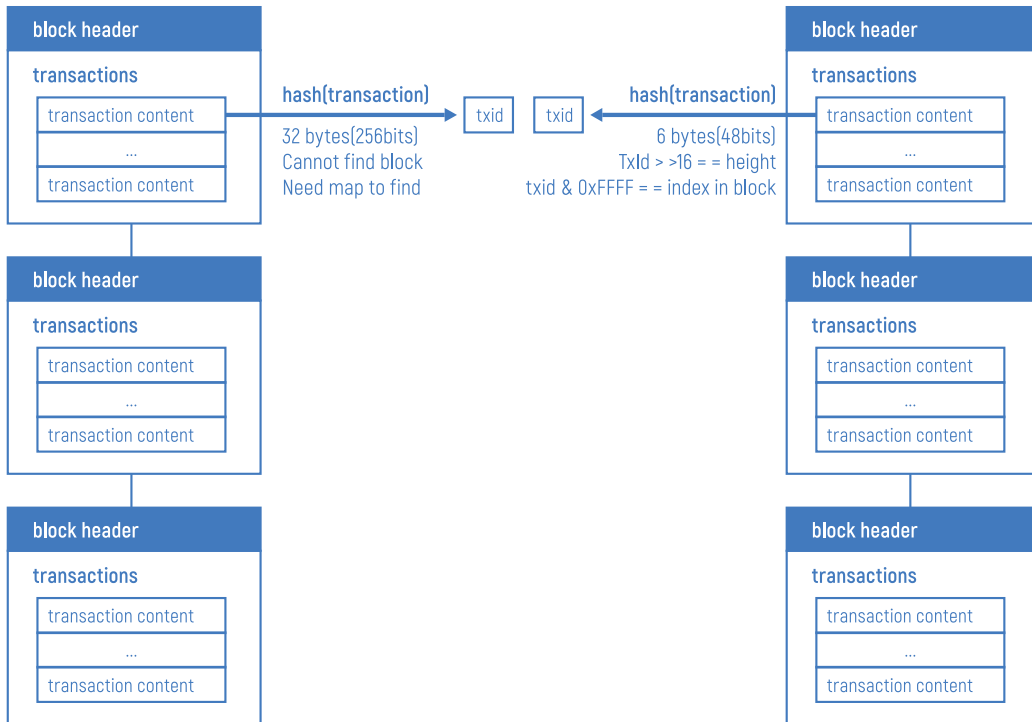 block header
transactions
transaction content
...
transaction content
hash(transaction)
32 bytes(256bits)
Cannot find block
Need map to find
txid
txid
hash(transaction)
6 bytes(48bits)
TxId > >16 = = height
txid & 0xFFFF = = index in block
block header
transactions
transaction content
...
transaction content
block header
transactions
transaction content
...
transaction content
block header
transactions
transaction content
...
transaction content
block header
transactions
transaction content
...
transaction content
block header
transactions
transaction content
...
transaction content